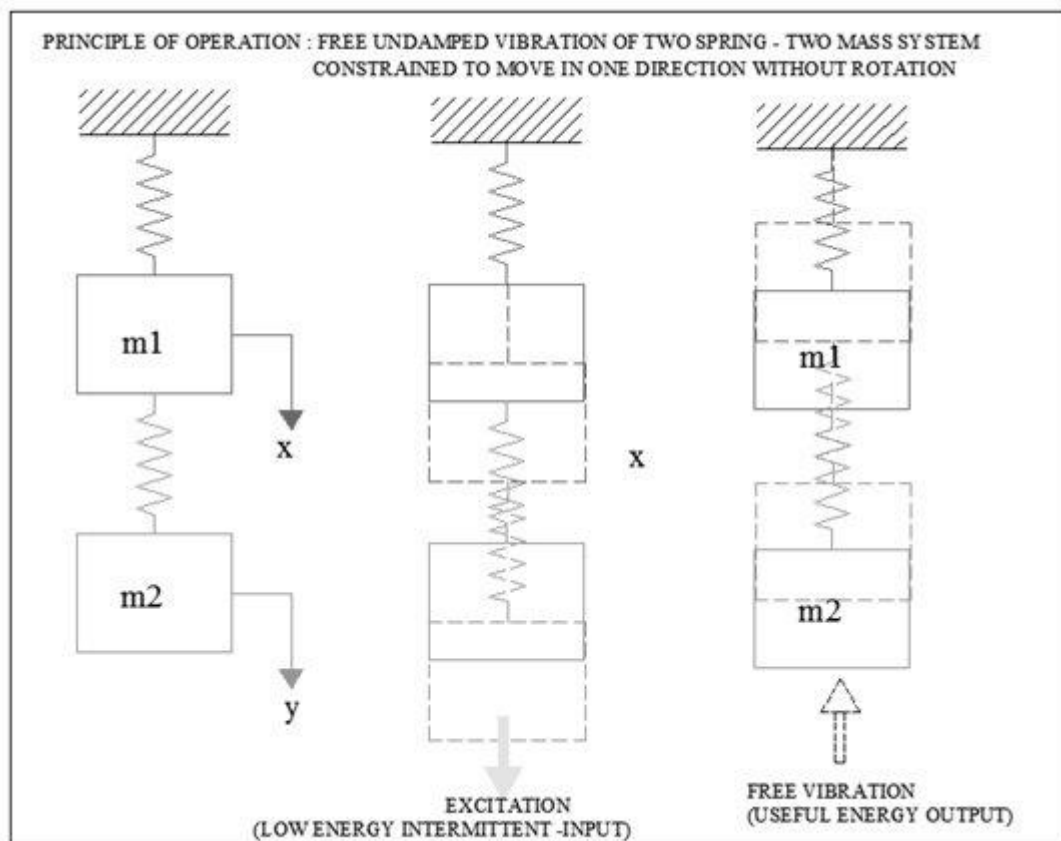 PRINCIPLE OF OPERATION : FREE UNDAMPED VIBRATION OF TWO SPRING - TWO MASS SYSTEM
CONSTRAINED TO MOVE IN ONE DIRECTION WITHOUT ROTATION
m1
x
m2
y
x
EXCITATION
(LOW ENERGY INTERMITTENT -INPUT)
m1
m2
FREE VIBRATION
(USEFUL ENERGY OUTPUT)